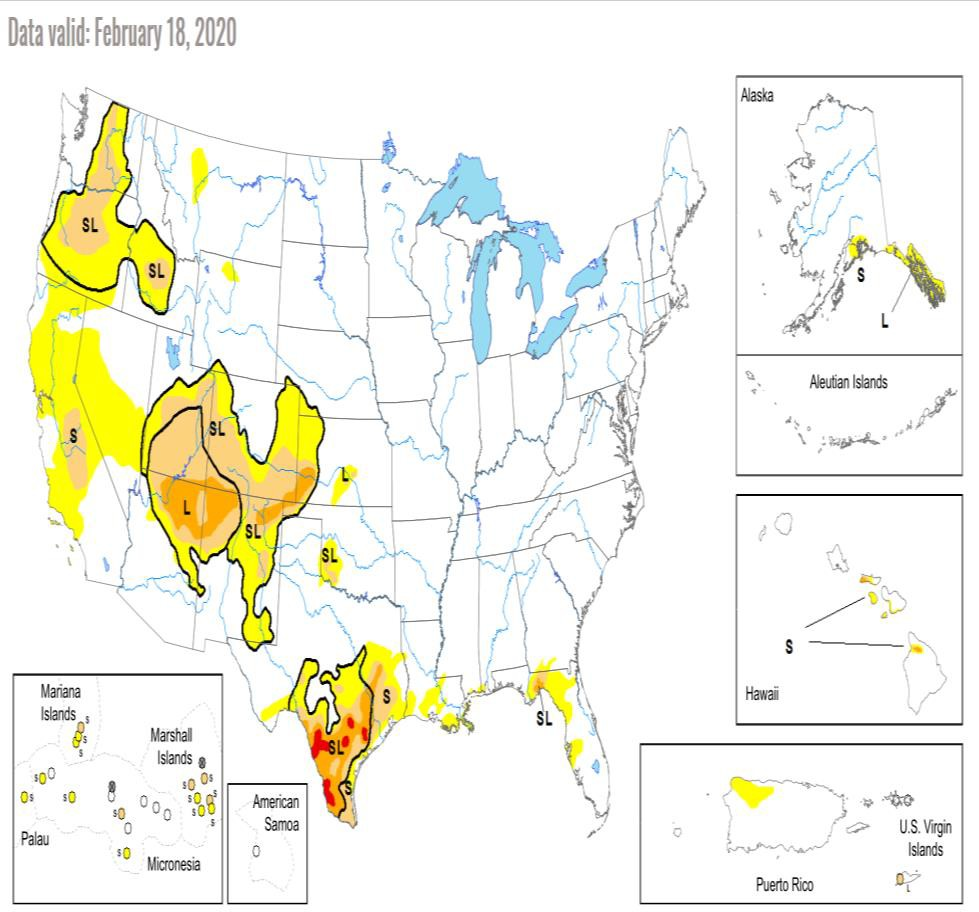 Data valid: February 18, 2020
Alaska
SL
SL
S
L
Aleutian Islands
S
SL
L
L
SL
SL
S
Hawaii
S
SL
SL
S
Mariana
Islands
S
S
S
Marshall
Islands
S
S
S
S
S
S
S
S
S
Palau
Micronesia
American
Samoa
U.S. Virgin
Islands
Puerto Rico
L